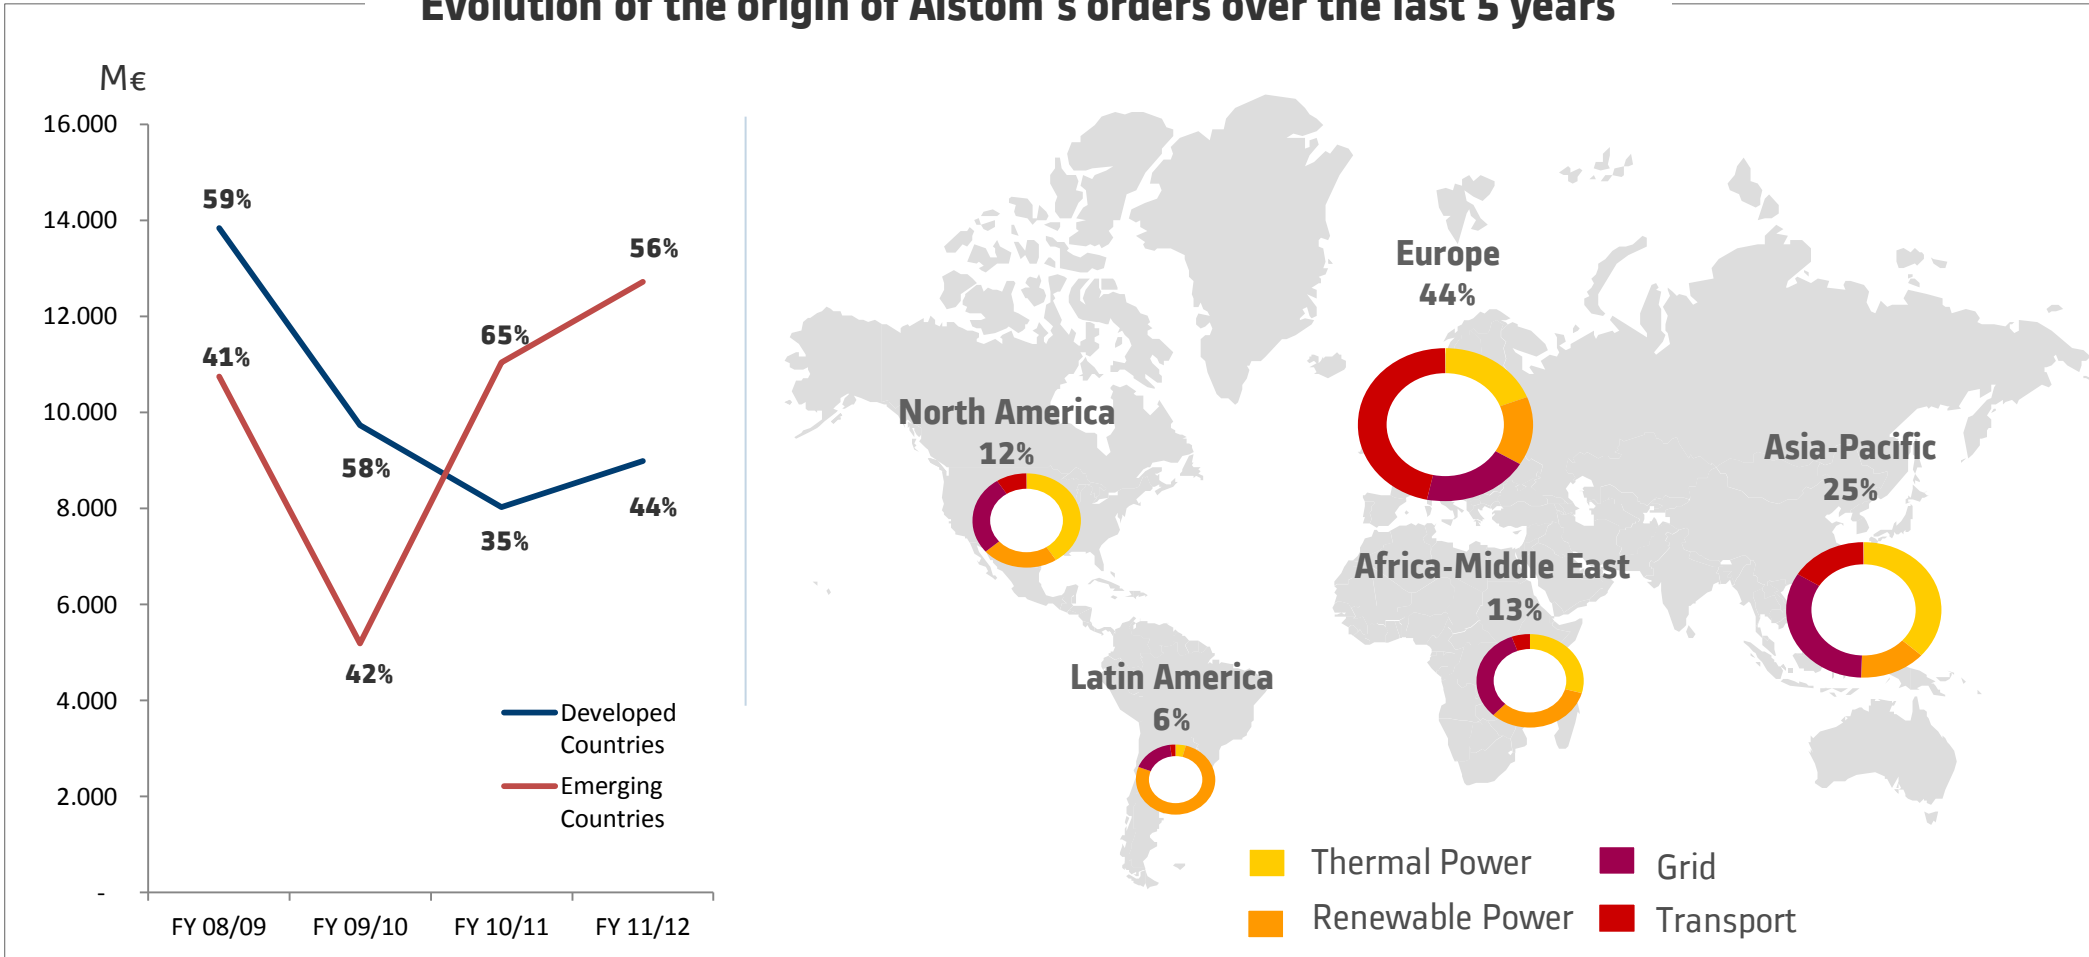 Evolution of the origin of Alstom's orders over the last 5 years
M€
16.000
14.000
12.000
10.000
8.000
6.000
4.000
2.000
-
59%
41%
58%
42%
65%
35%
56%
44%
Developed
Countries
Emerging
Countries
FY 08/09
FY 09/10
FY 10/11
FY 11/12
Europe
44%
North America
12%
Asia-Pacific
25%
Africa-Middle East
13%
Latin America
6%
Thermal Power
Grid
Renewable Power
Transport